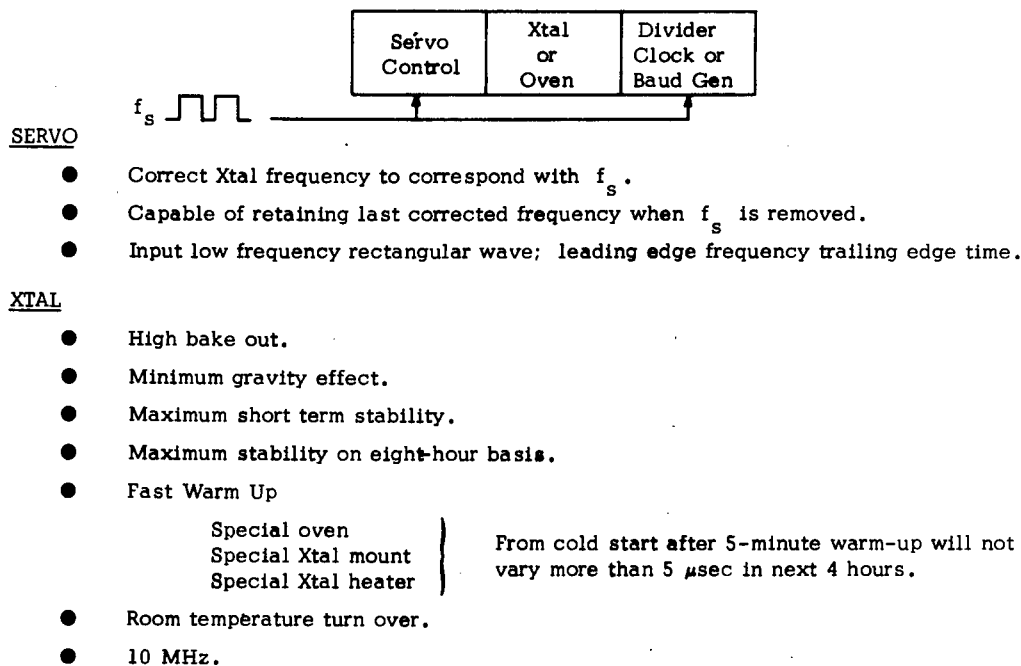 Servo Control
Xtal or Oven
Divider Clock or Baud Gen
fs
SERVO
● Correct Xtal frequency to correspond with fs.
● Capable of retaining last corrected frequency when fs is removed.
● Input low frequency rectangular wave; leading edge frequency trailing edge time.
XTAL
● High bake out.
● Minimum gravity effect.
● Maximum short term stability.
● Maximum stability on eight-hour basis.
● Fast Warm Up
Special oven
Special Xtal mount
Special Xtal heater
From cold start after 5-minute warm-up will not
vary more than 5 μsec in next 4 hours.
● Room temperature turn over.
● 10 MHz.